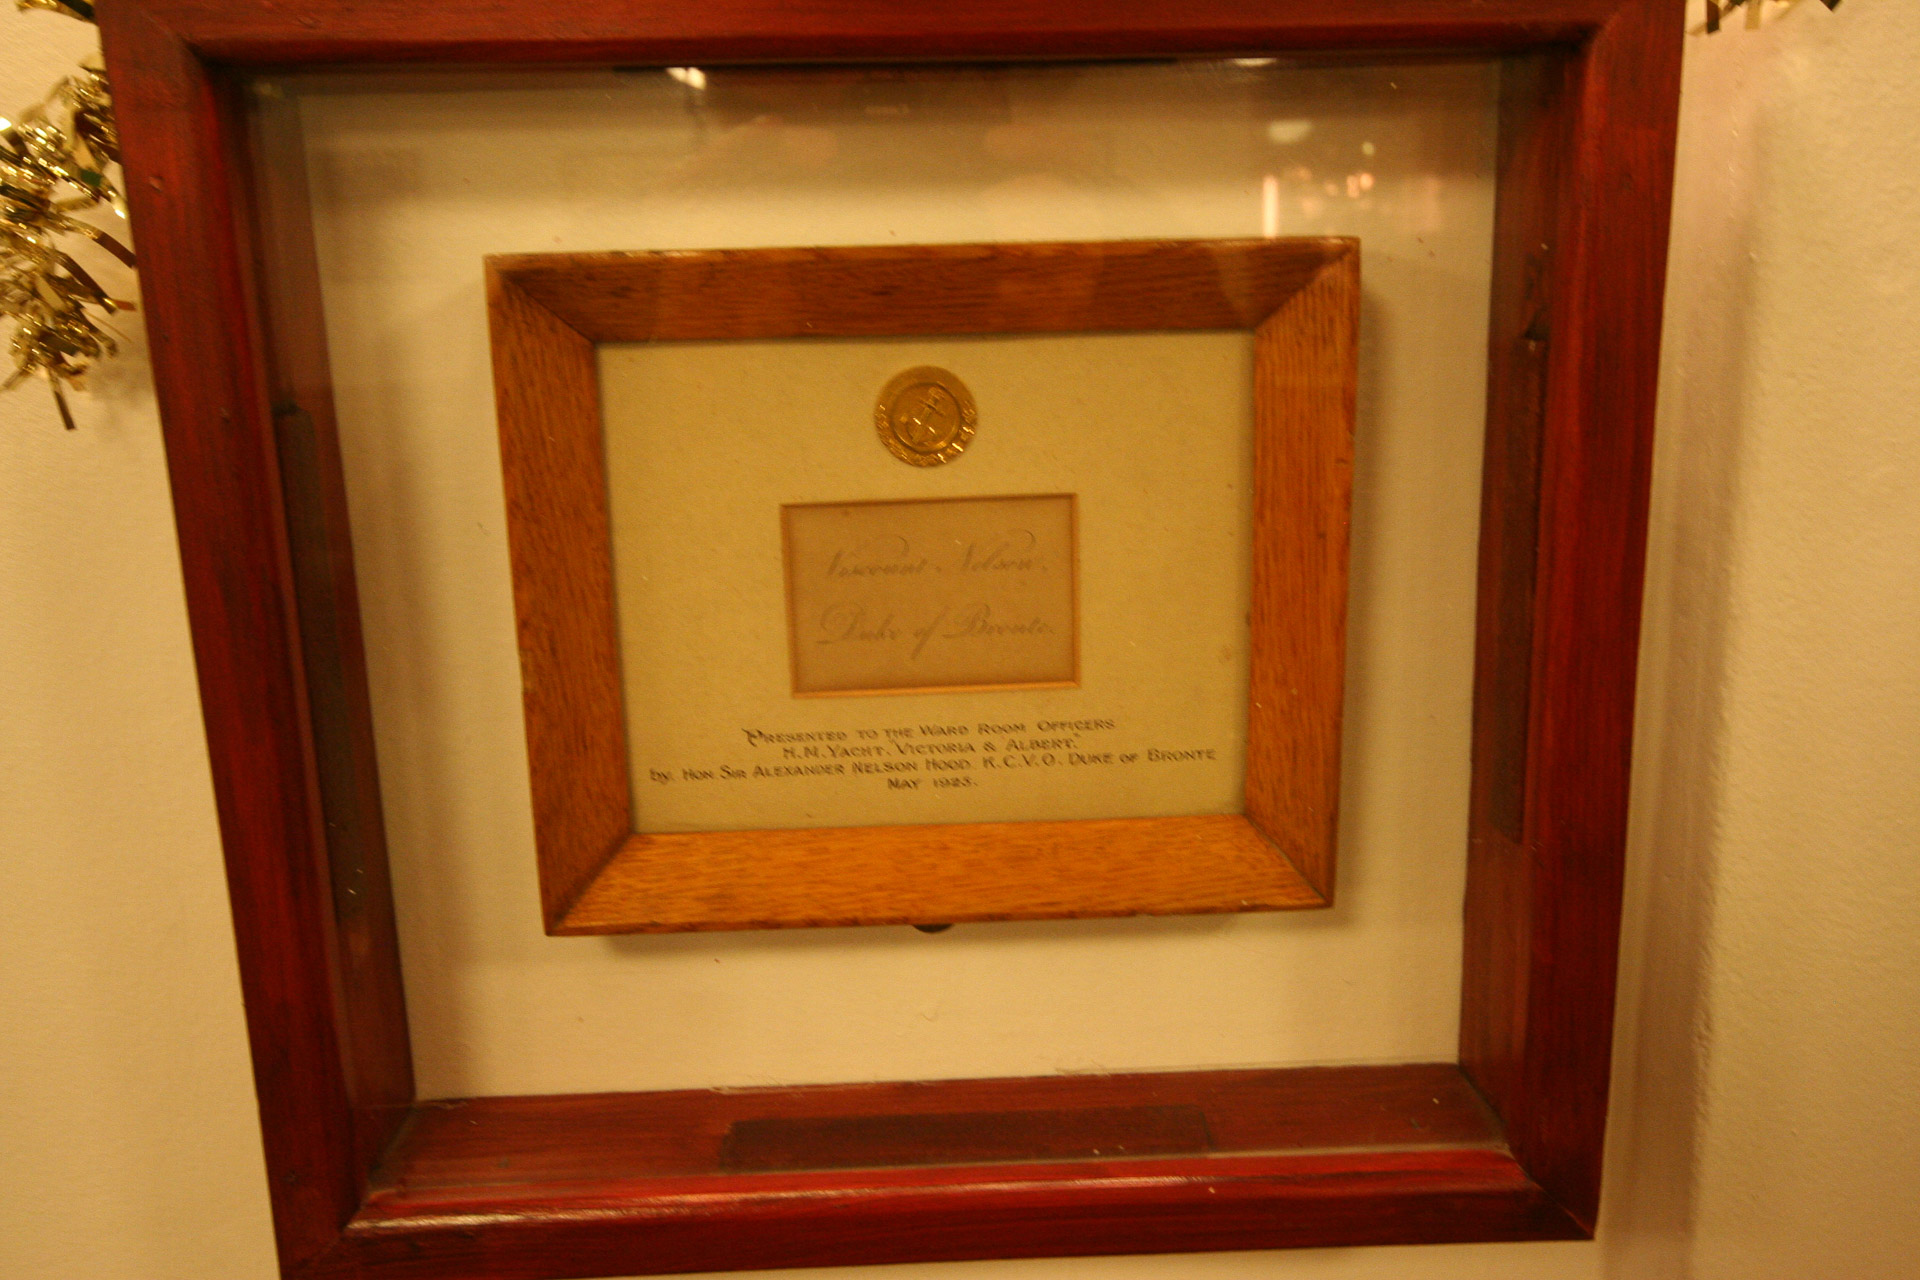 Viscount Nelson.
Duke of Bronte.
PRESENTED TO THE WARD ROOM OFFICERS
H.M. YACHT, "VICTORIA & ALBERT."
by, HON. SIR ALEXANDER NELSON HOOD. K.C.V.O. DUKE OF BRONTE
MAY 1923.